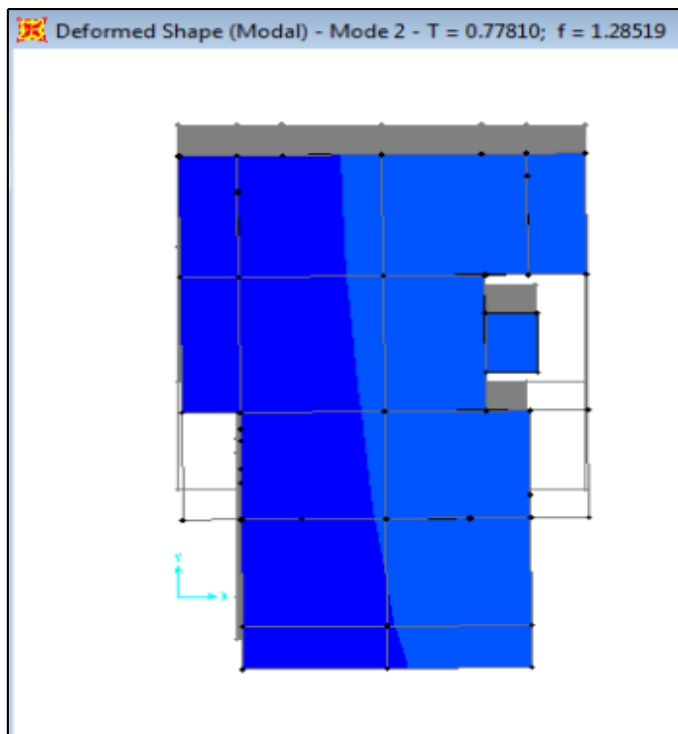 Deformed Shape (Modal) - Mode 2 - T = 0.77810; f = 1.28519
Y
X